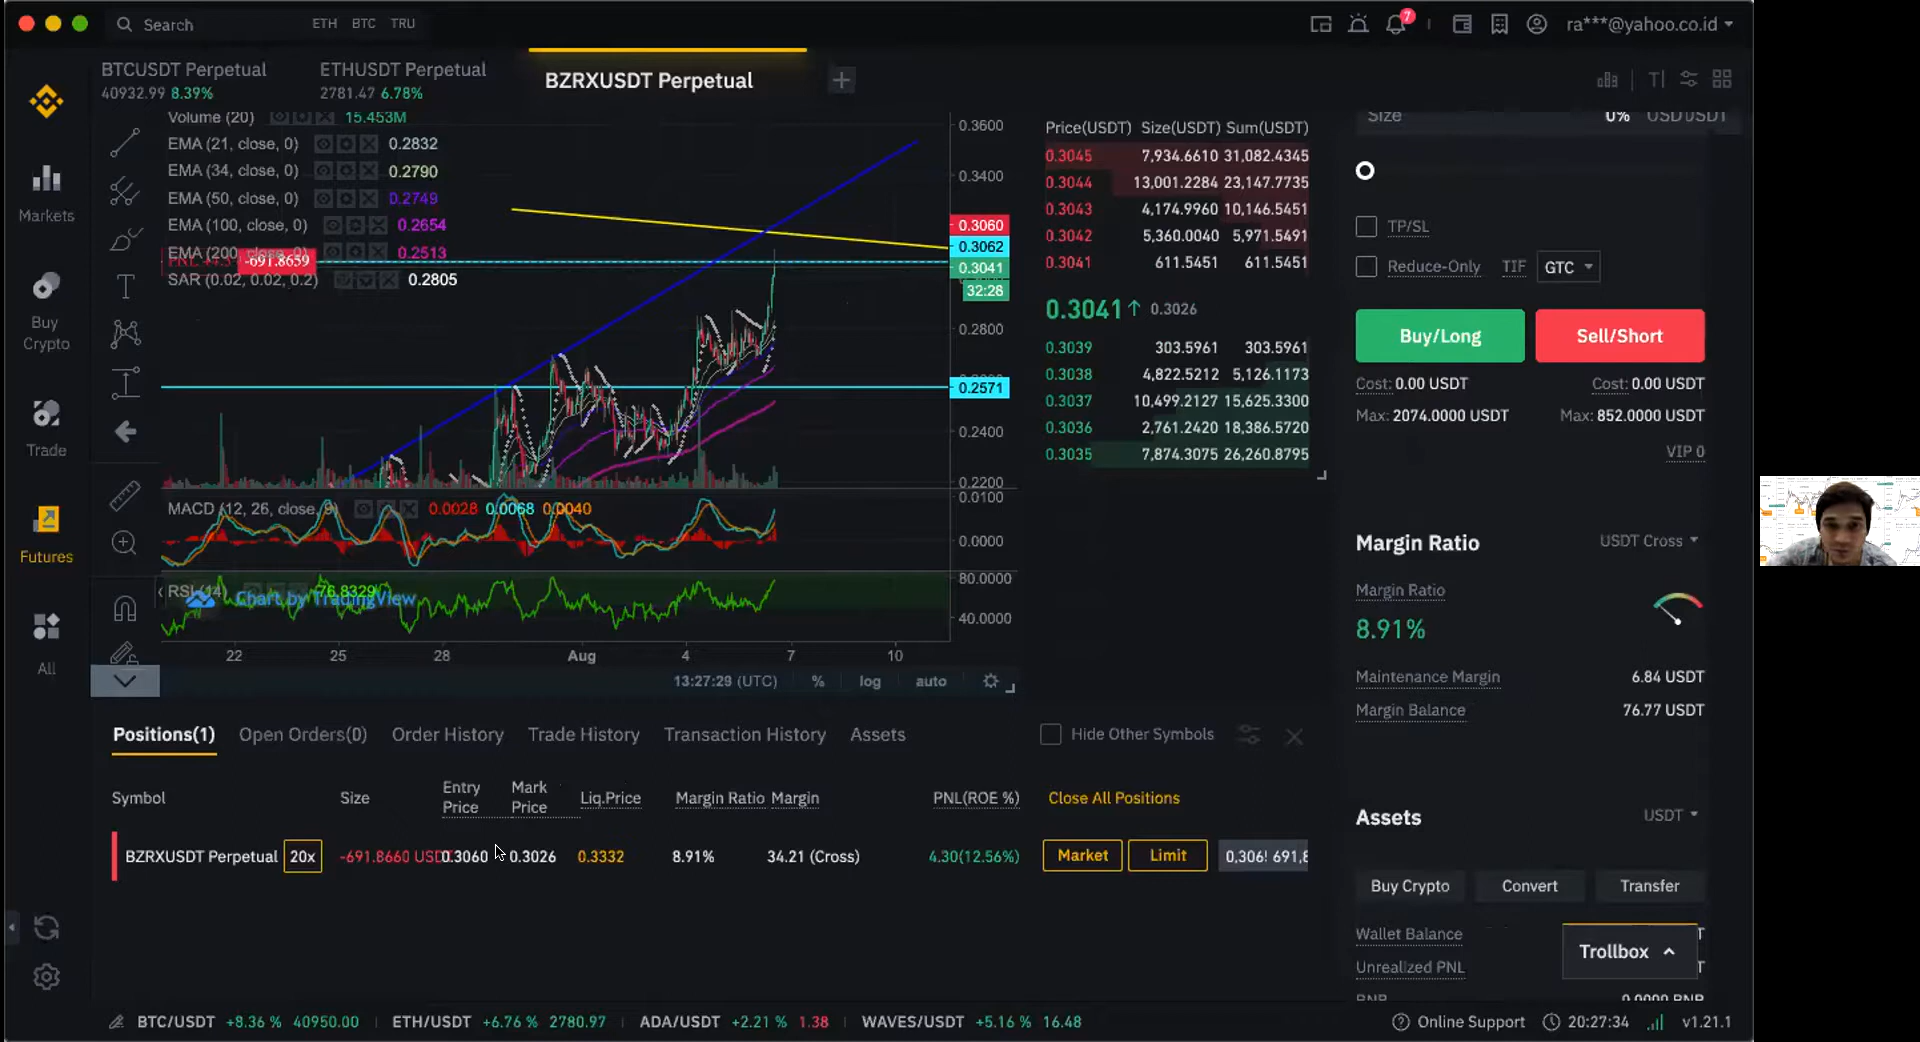 Search ETH BTC TRU
7
ra***@yahoo.co.id
BTCUSDT Perpetual
40932.99 8.39%
ETHUSDT Perpetual
2781.47 6.78%
BZRXUSDT Perpetual
Markets
Buy
Crypto
Trade
Futures
All
Volume (20) 15.453M
EMA (21, close, 0) 0.2832
EMA (34, close, 0) 0.2790
EMA (50, close, 0) 0.2749
EMA (100, close, 0) 0.2654
EMA (200, close, 0) 0.2513
-691.8659
SAR (0.02, 0.02, 0.2) 0.2805
0.3600
0.3400
0.3060
0.3062
0.3041
32:28
0.2800
0.2571
0.2400
0.2200
MACD (12, 26, close, 9) 0.0028 0.0068 0.0040
0.0100
0.0000
RSI (14) 76.8329
Chart by TradingView
80.0000
40.0000
22 25 28 Aug 4 7 10
13:27:29 (UTC) % log auto
Price(USDT) Size(USDT) Sum(USDT)
0.3045 7,934.6610 31,082.4345
0.3044 13,001.2284 23,147.7735
0.3043 4,174.9960 10,146.5451
0.3042 5,360.0040 5,971.5491
0.3041 611.5451 611.5451
0.3041↑ 0.3026
0.3039 303.5961 303.5961
0.3038 4,822.5212 5,126.1173
0.3037 10,499.2127 15,625.3300
0.3036 2,761.2420 18,386.5720
0.3035 7,874.3075 26,260.8795
Size 0% USDT
TP/SL
Reduce-Only TIF GTC
Buy/Long Sell/Short
Cost: 0.00 USDT Cost: 0.00 USDT
Max: 2074.0000 USDT Max: 852.0000 USDT
VIP 0
Margin Ratio USDT Cross
Margin Ratio
8.91%
Maintenance Margin 6.84 USDT
Margin Balance 76.77 USDT
Assets USDT
Buy Crypto Convert Transfer
Wallet Balance T
Unrealized PNL T
BNB 0.0000 BNB
Trollbox
Positions(1) Open Orders(0) Order History Trade History Transaction History Assets
Hide Other Symbols
Symbol Size Entry Price Mark Price Liq.Price Margin Ratio Margin PNL(ROE %) Close All Positions
BZRXUSDT Perpetual 20x -691.8660 USD 0.3060 0.3026 0.3332 8.91% 34.21 (Cross) 4.30(12.56%) Market Limit 0,306 691,8
BTC/USDT +8.36 % 40950.00 ETH/USDT +6.76 % 2780.97 ADA/USDT +2.21 % 1.38 WAVES/USDT +5.16 % 16.48
Online Support 20:27:34 v1.21.1